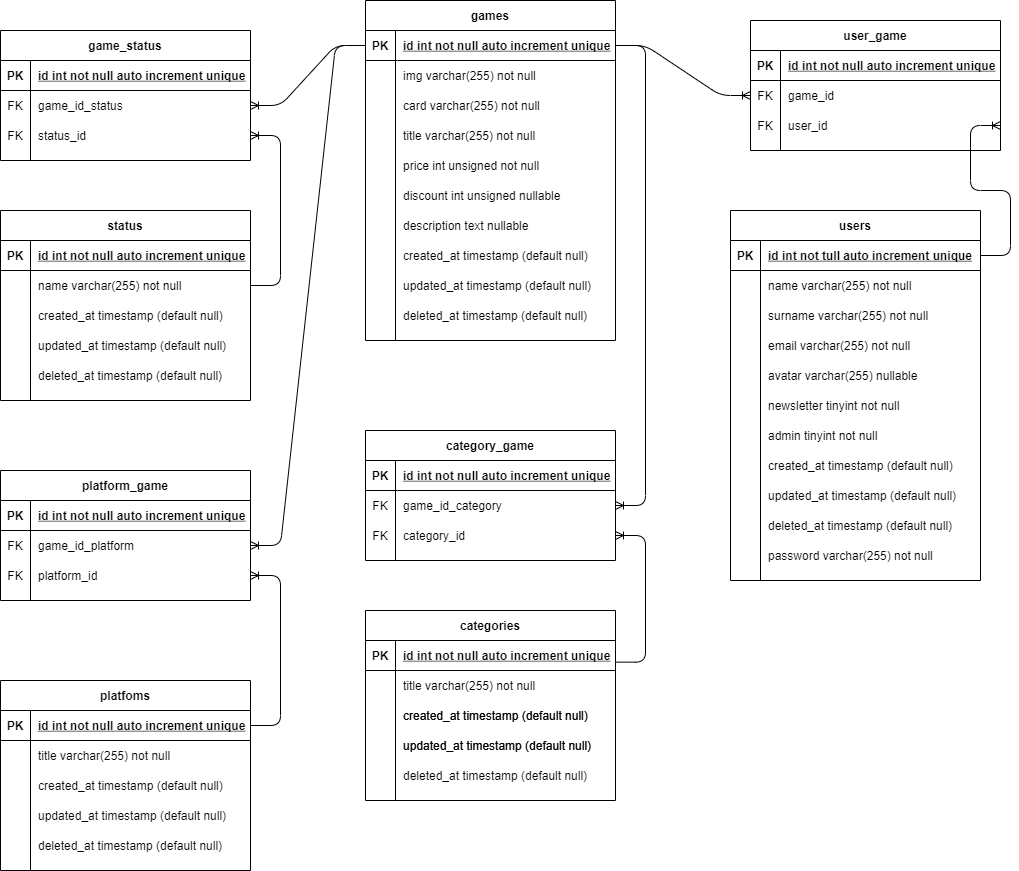 game_status
PK id int not null auto increment unique
FK game_id_status
FK status_id
status
PK id int not null auto increment unique
name varchar(255) not null
created_at timestamp (default null)
updated_at timestamp (default null)
deleted_at timestamp (default null)
platform_game
PK id int not null auto increment unique
FK game_id_platform
FK platform_id
platfoms
PK id int not null auto increment unique
title varchar(255) not null
created_at timestamp (default null)
updated_at timestamp (default null)
deleted_at timestamp (default null)
games
PK id int not null auto increment unique
img varchar(255) not null
card varchar(255) not null
title varchar(255) not null
price int unsigned not null
discount int unsigned nullable
description text nullable
created_at timestamp (default null)
updated_at timestamp (default null)
deleted_at timestamp (default null)
category_game
PK id int not null auto increment unique
FK game_id_category
FK category_id
categories
PK id int not null auto increment unique
title varchar(255) not null
created_at timestamp (default null)
updated_at timestamp (default null)
deleted_at timestamp (default null)
user_game
PK id int not null auto increment unique
FK game_id
FK user_id
users
PK id int not tull auto increment unique
name varchar(255) not null
surname varchar(255) not null
email varchar(255) not null
avatar varchar(255) nullable
newsletter tinyint not null
admin tinyint not null
created_at timestamp (default null)
updated_at timestamp (default null)
deleted_at timestamp (default null)
password varchar(255) not null